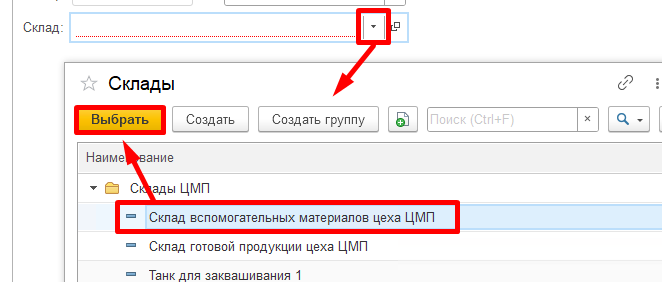 Склад:
Склады
Выбрать
Создать
Создать группу
Поиск (Ctrl+F)
×
Наименование
Склады ЦМП
Склад вспомогательных материалов цеха ЦМП
Склад готовой продукции цеха ЦМП
Танк для заквашивания 1